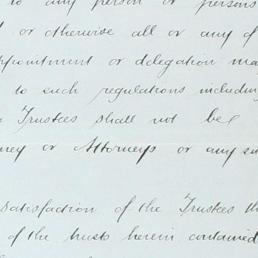 to any person or persons
or otherwise all or any of
appointment or delegation ma
to such regulations including
Trustees shall not be l
ney or Attorneys or any su
satisfaction of the Trustees th
of the trusts herein contained